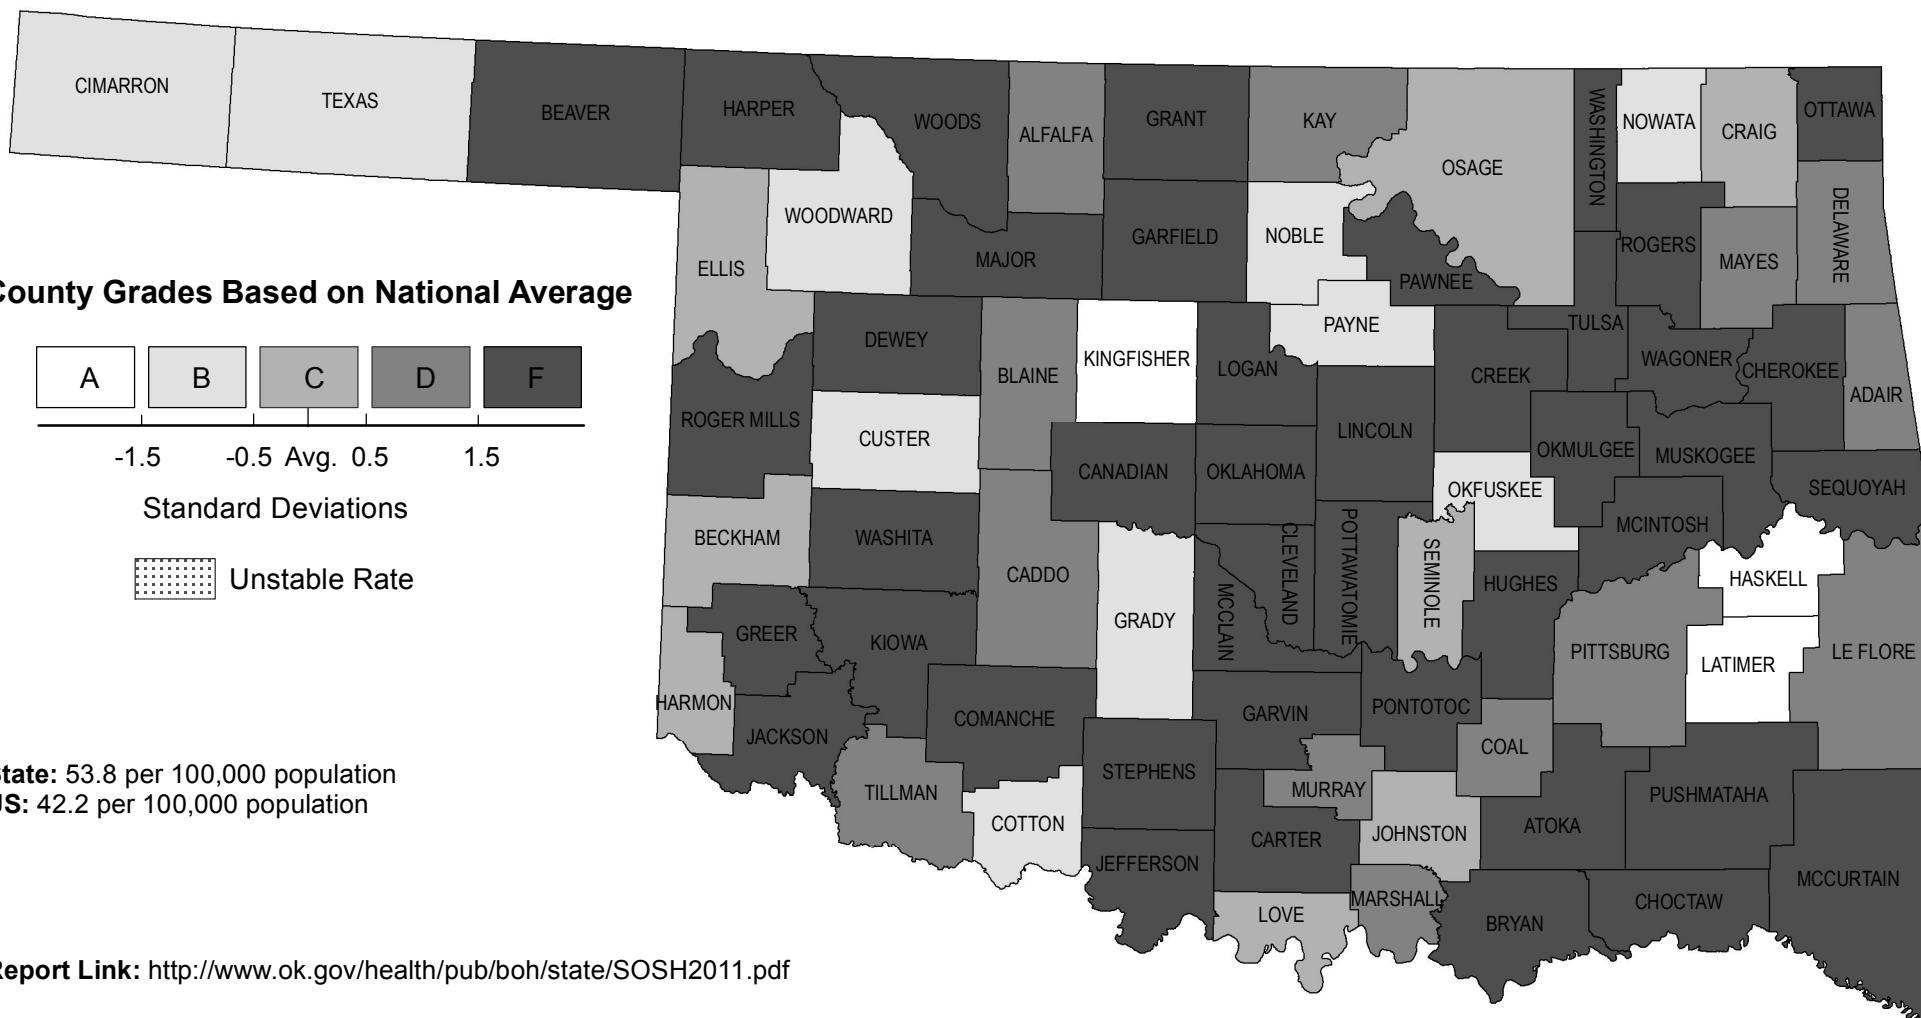 CIMARRON
TEXAS
BEAVER
HARPER
WOODS
ALFALFA
GRANT
KAY
OSAGE
WASHINGTON
NOWATA
CRAIG
OTTAWA
WOODWARD
ELLIS
MAJOR
GARFIELD
NOBLE
PAWNEE
ROGERS
MAYES
DELAWARE
County Grades Based on National Average
A B C D F
-1.5 -0.5 Avg. 0.5 1.5
Standard Deviations
Unstable Rate
DEWEY
BLAINE
KINGFISHER
LOGAN
PAYNE
CREEK
TULSA
WAGONER
CHEROKEE
ADAIR
ROGER MILLS
CUSTER
CANADIAN
OKLAHOMA
LINCOLN
OKMULGEE
MUSKOGEE
SEQUOYAH
OKFUSKEE
MCINTOSH
BECKHAM
WASHITA
CADDO
GRADY
MCCLAIN
CLEVELAND
POTTAWATOMIE
SEMINOLE
HUGHES
HASKELL
PITTSBURG
LATIMER
LE FLORE
GREER
KIOWA
HARMON
JACKSON
COMANCHE
GARVIN
PONTOTOC
COAL
STEPHENS
TILLMAN
COTTON
MURRAY
JOHNSTON
CARTER
ATOKA
PUSHMATAHA
JEFFERSON
LOVE
MARSHALL
BRYAN
CHOCTAW
MCCURTAIN
State: 53.8 per 100,000 population
US: 42.2 per 100,000 population
Report Link: http://www.ok.gov/health/pub/boh/state/SOSH2011.pdf